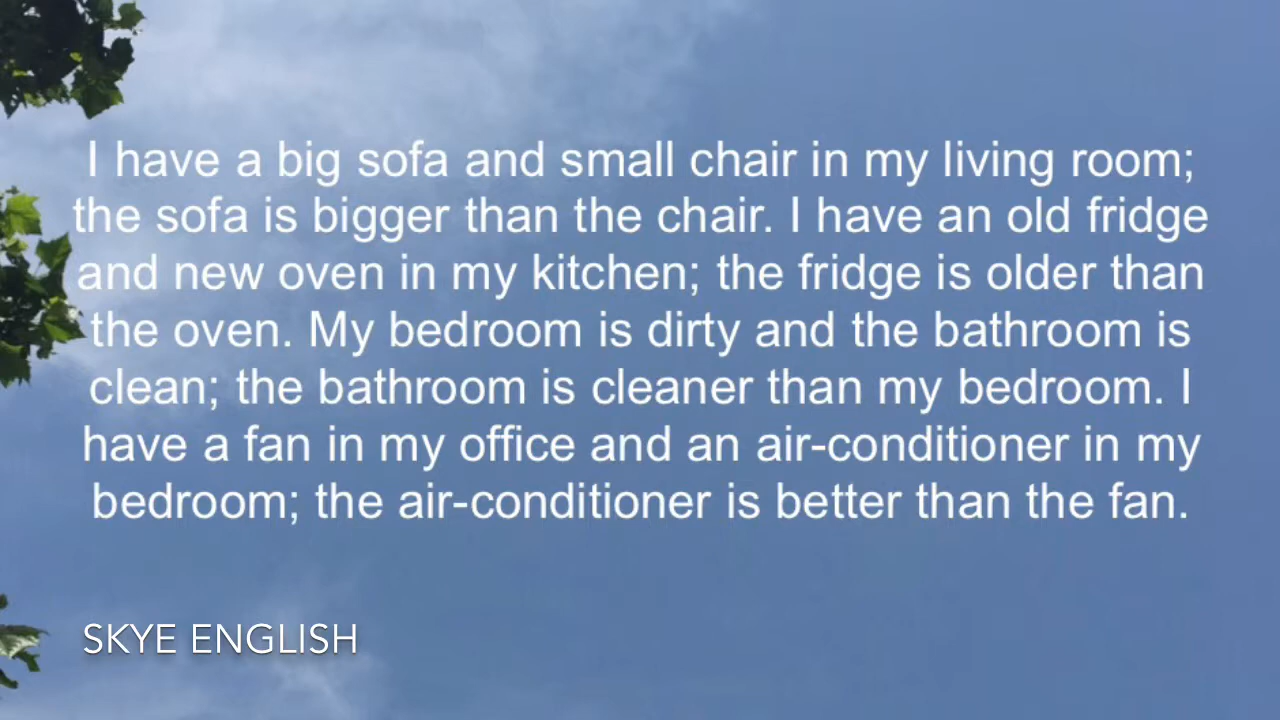 I have a big sofa and small chair in my living room;
the sofa is bigger than the chair. I have an old fridge
and new oven in my kitchen; the fridge is older than
the oven. My bedroom is dirty and the bathroom is
clean; the bathroom is cleaner than my bedroom. I
have a fan in my office and an air-conditioner in my
bedroom; the air-conditioner is better than the fan.
SKYE ENGLISH